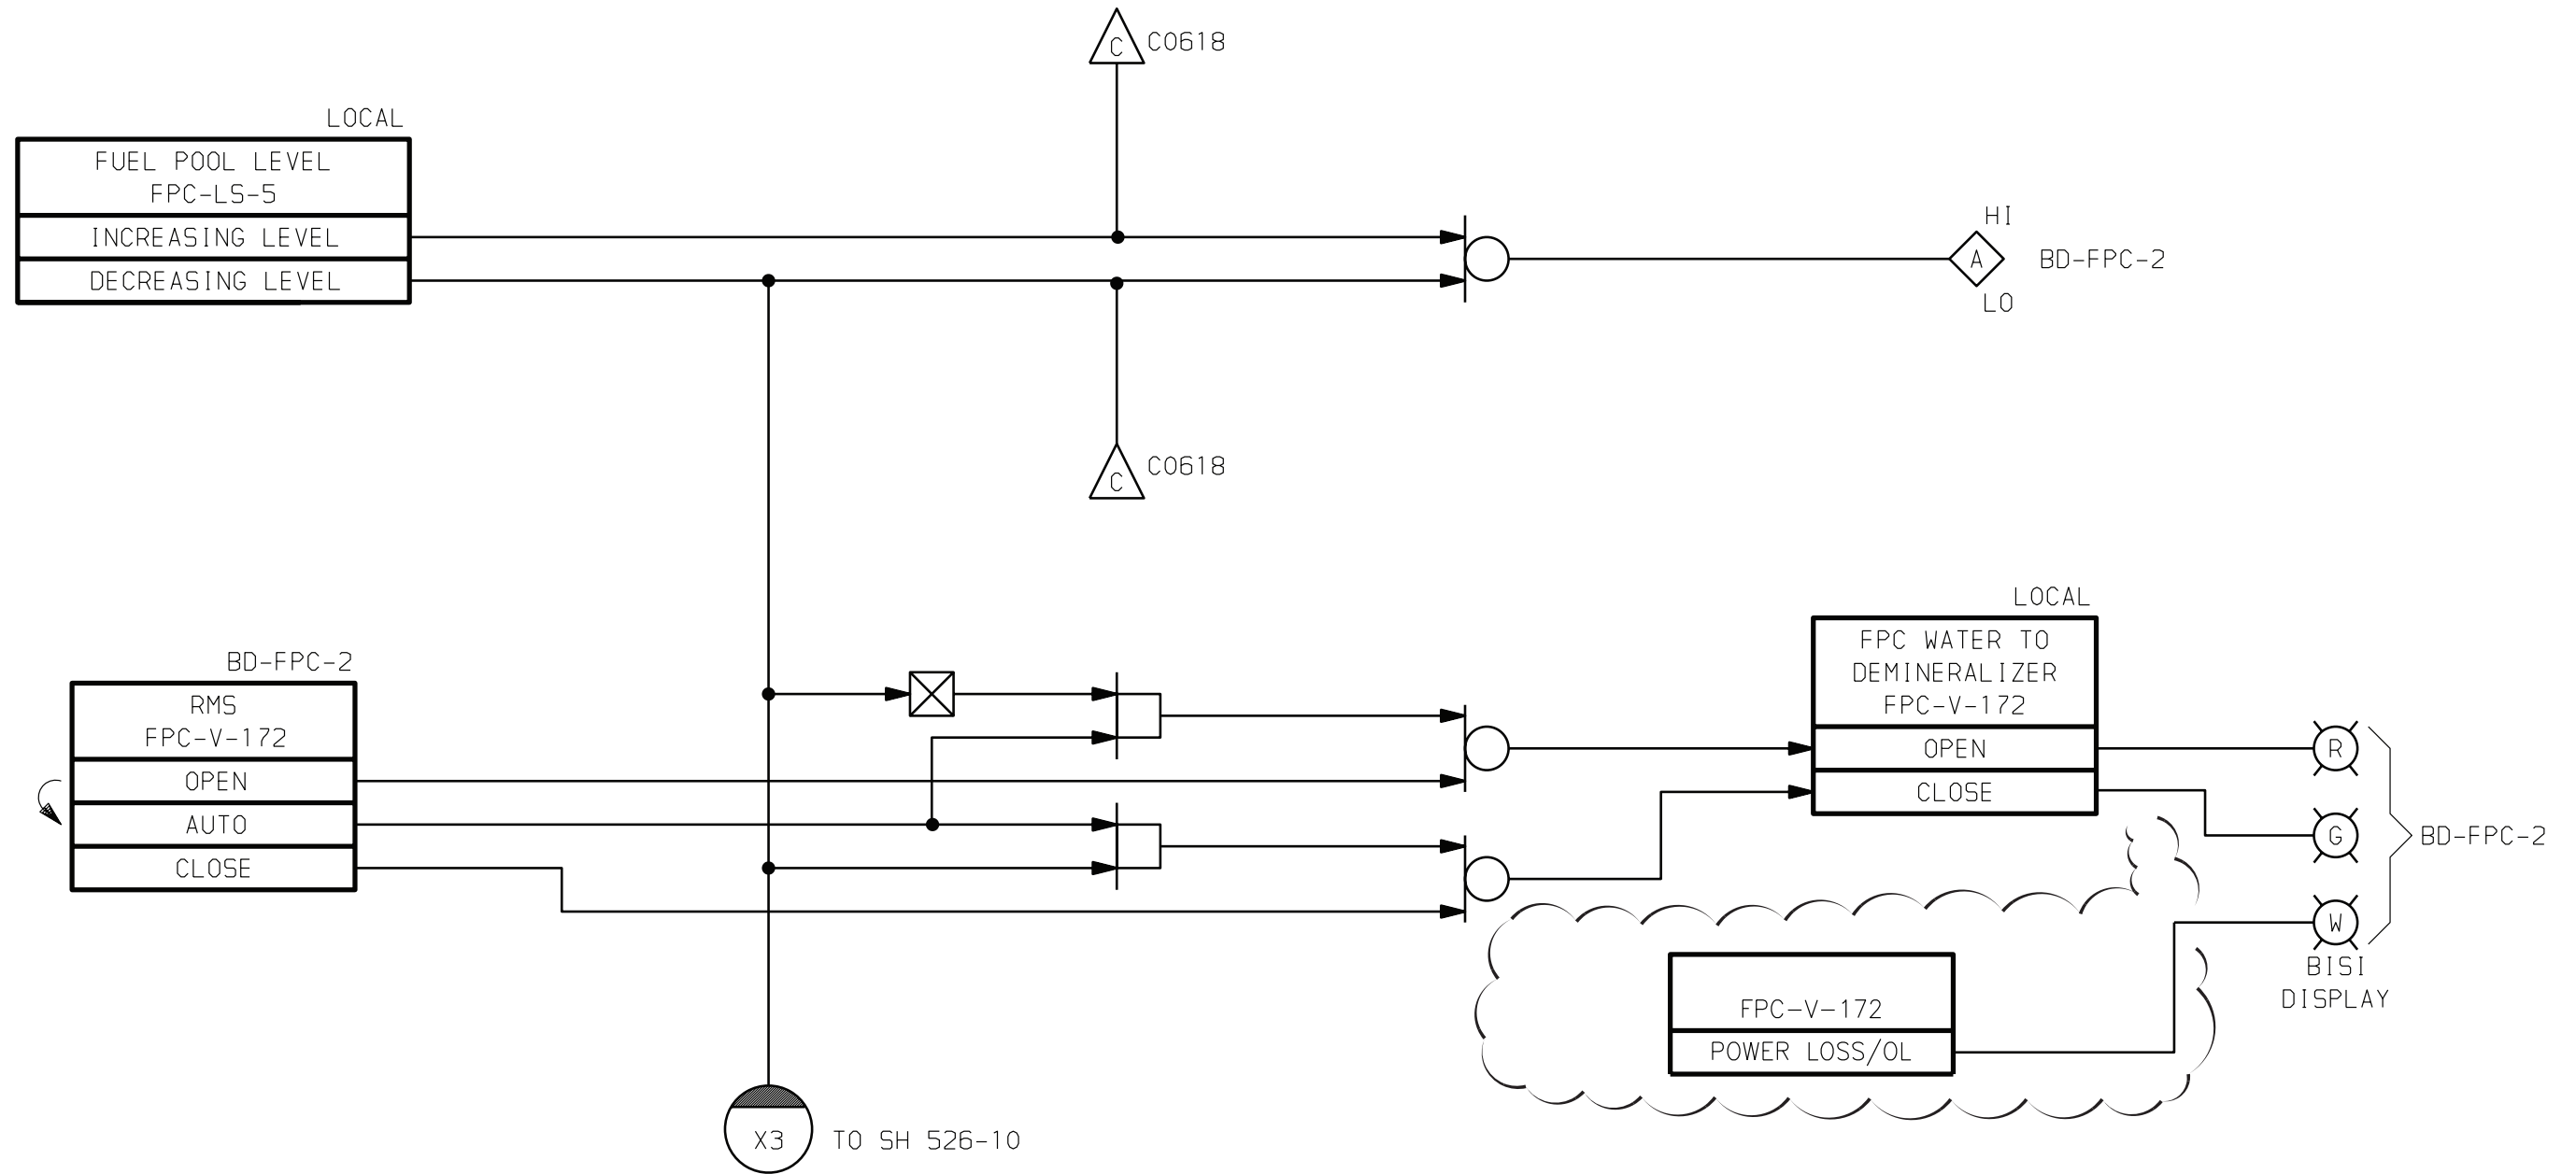 C
C0618
LOCAL
FUEL POOL LEVEL
FPC-LS-5
INCREASING LEVEL
DECREASING LEVEL
HI
A
BD-FPC-2
LO
C
C0618
BD-FPC-2
RMS
FPC-V-172
OPEN
AUTO
CLOSE
LOCAL
FPC WATER TO
DEMINERALIZER
FPC-V-172
OPEN
CLOSE
R
G
W
BD-FPC-2
BISI
DISPLAY
FPC-V-172
POWER LOSS/OL
X3
TO SH 526-10